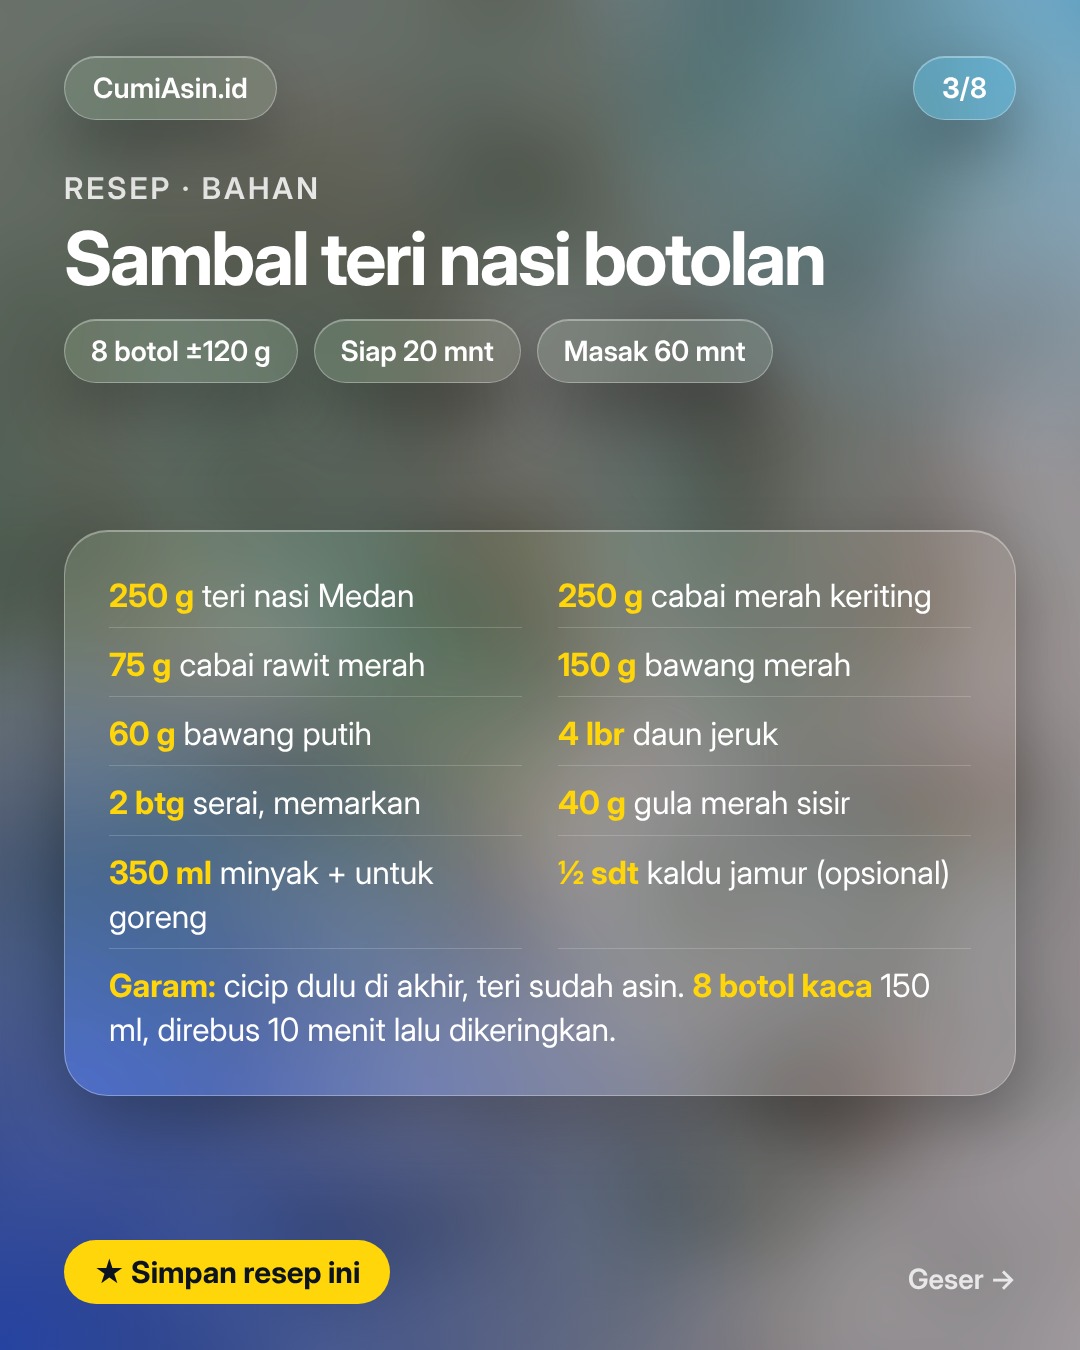 CumiAsin.id
3/8
RESEP · BAHAN
Sambal teri nasi botolan
8 botol ±120 g
Siap 20 mnt
Masak 60 mnt
250 g teri nasi Medan
250 g cabai merah keriting
75 g cabai rawit merah
150 g bawang merah
60 g bawang putih
4 lbr daun jeruk
2 btg serai, memarkan
40 g gula merah sisir
350 ml minyak + untuk
goreng
½ sdt kaldu jamur (opsional)
Garam: cicip dulu di akhir, teri sudah asin. 8 botol kaca 150
ml, direbus 10 menit lalu dikeringkan.
★ Simpan resep ini
Geser →